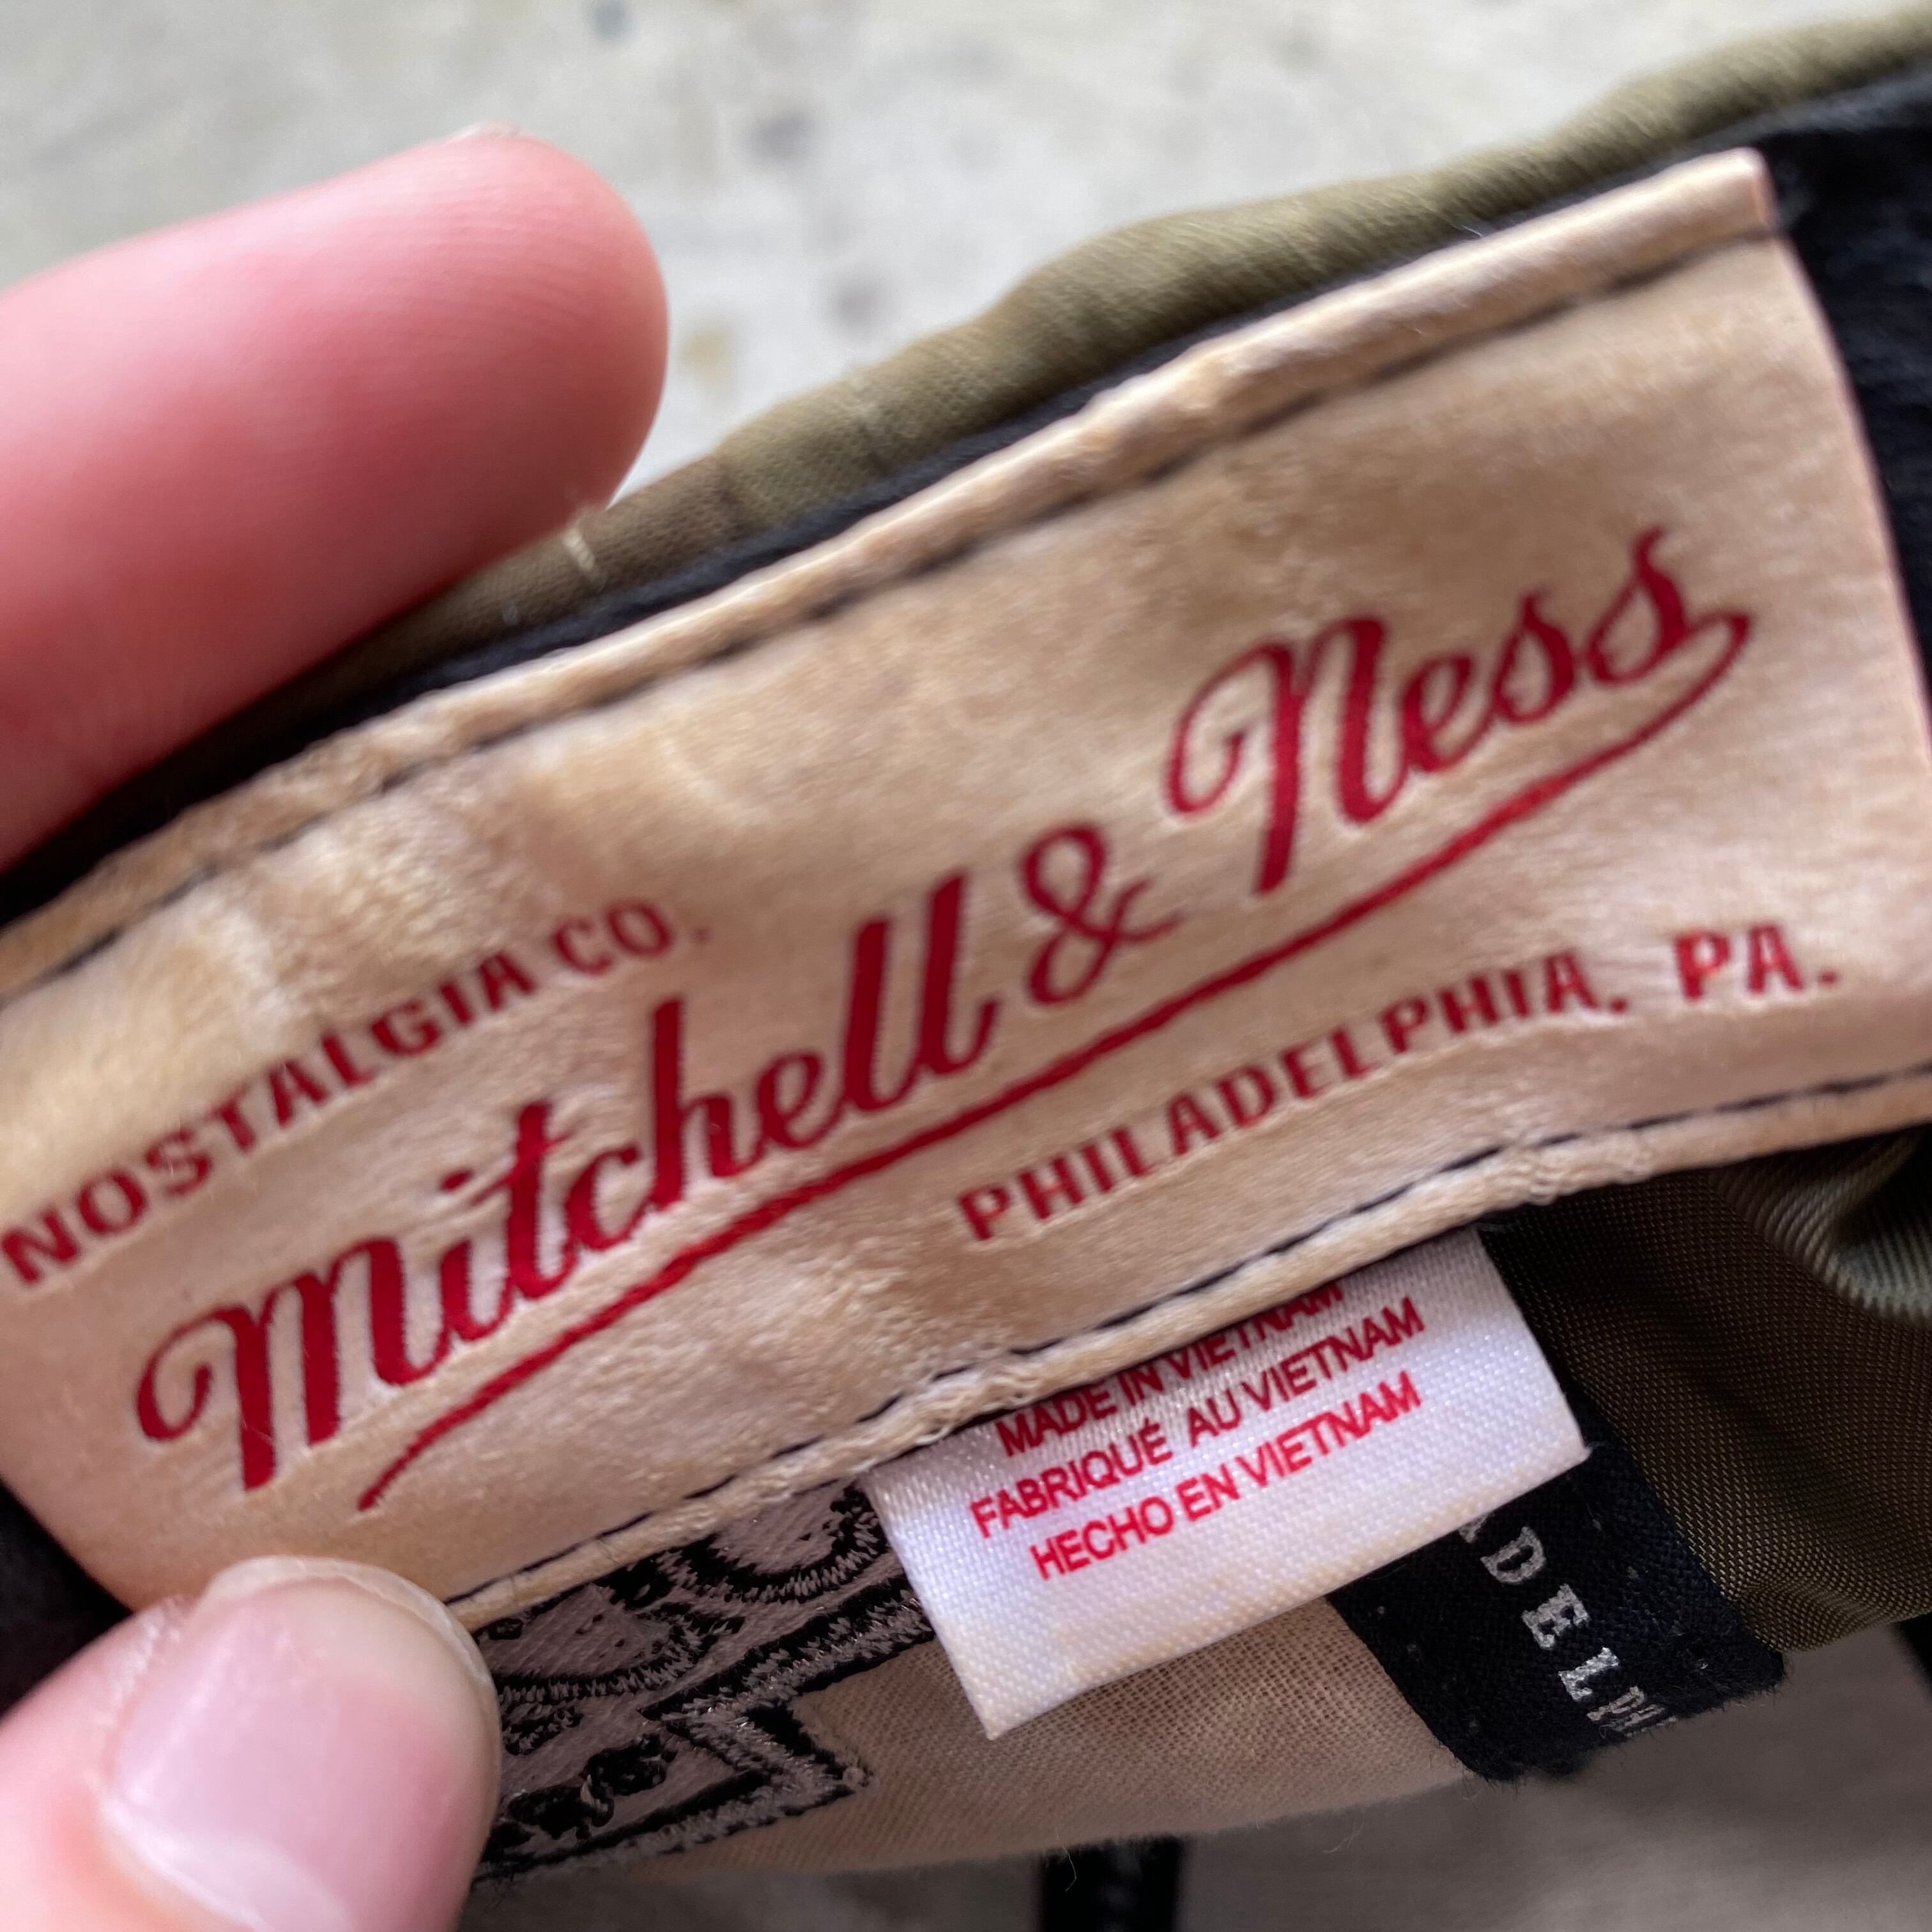 NOSTALGIA CO.
Mitchell & Ness
PHILADELPHIA, PA.
MADE IN VIETNAM
FABRIQUÉ AU VIETNAM
HECHO EN VIETNAM